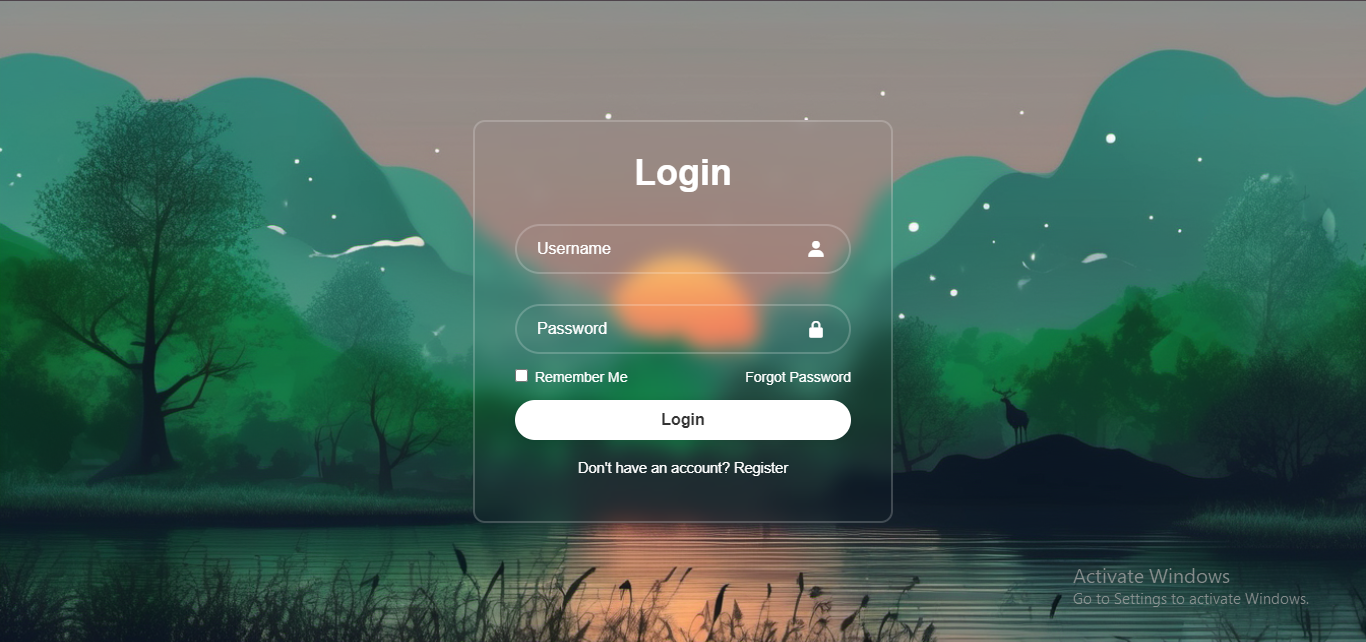 Login
Username
Password
Remember Me Forgot Password
Login
Don't have an account? Register
Activate Windows
Go to Settings to activate Windows.